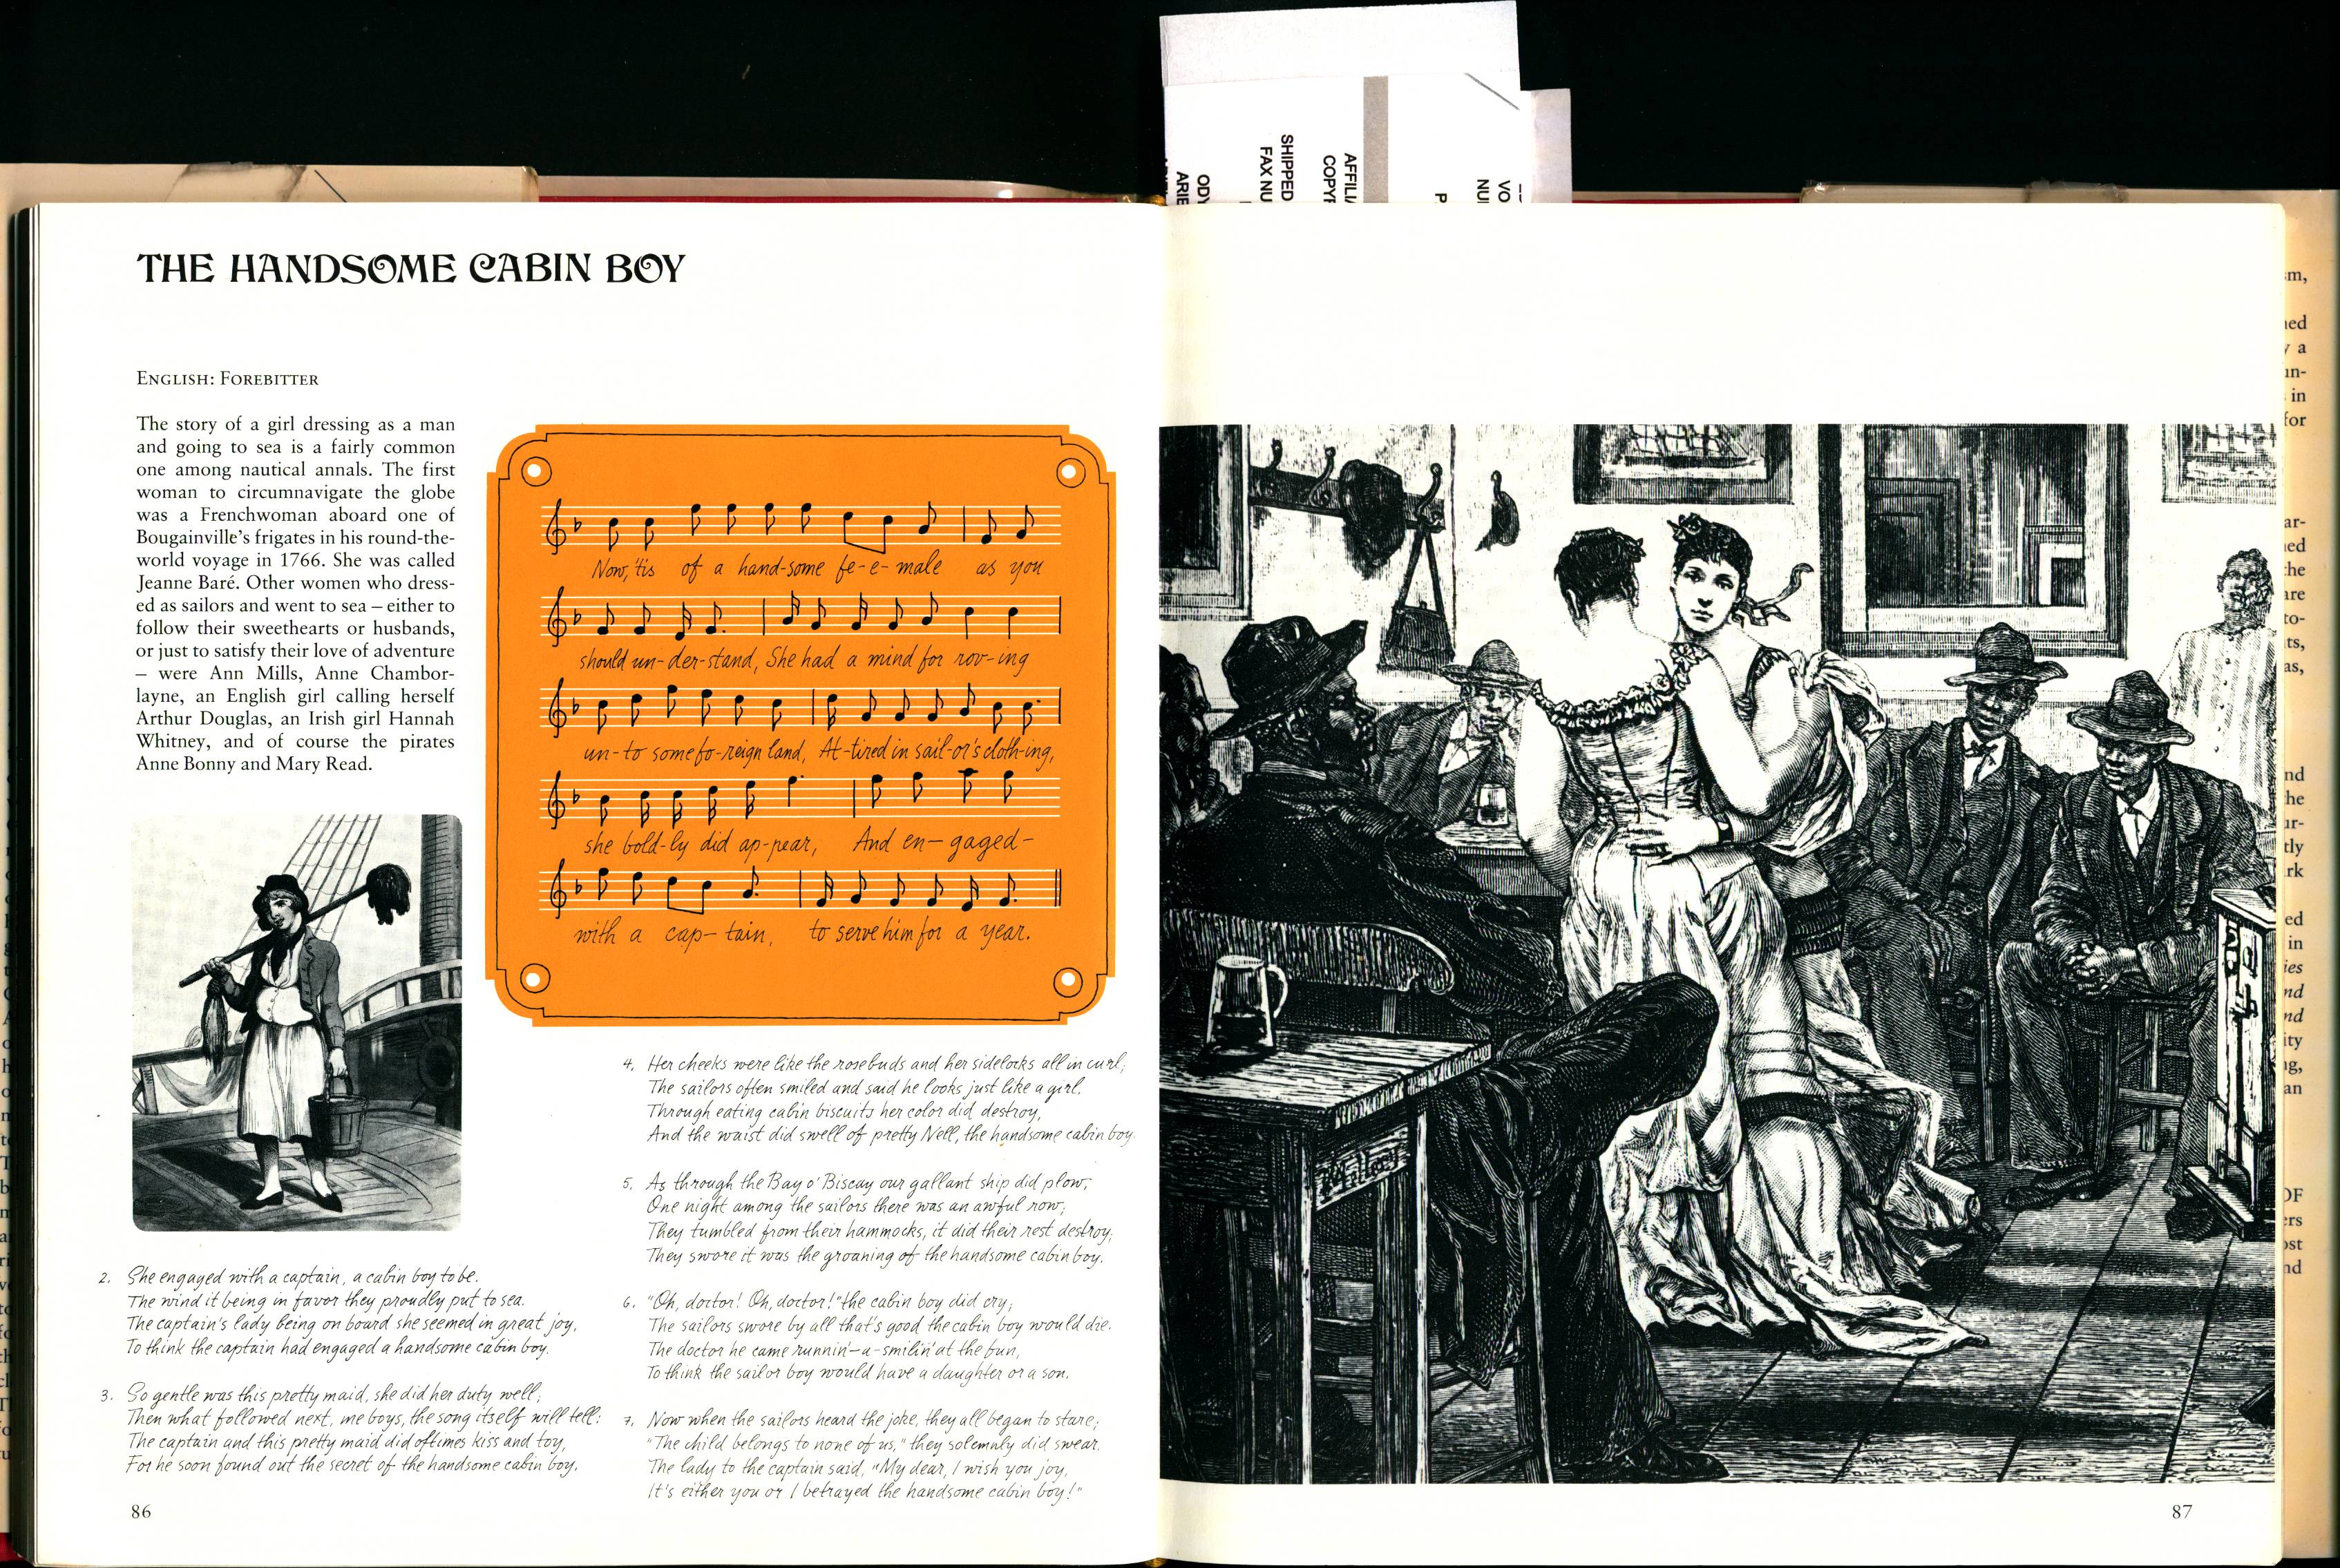 SHIPPED
FAX NU
AFFILI
COPYR
VO
NUI
ODY
ARIE
THE HANDSOME CABIN BOY
ENGLISH: FOREBITTER
The story of a girl dressing as a man
and going to sea is a fairly common
one among nautical annals. The first
woman to circumnavigate the globe
was a Frenchwoman aboard one of
Bougainville's frigates in his round-the-
world voyage in 1766. She was called
Jeanne Baré. Other women who dress-
ed as sailors and went to sea – either to
follow their sweethearts or husbands,
or just to satisfy their love of adventure
– were Ann Mills, Anne Chambor-
layne, an English girl calling herself
Arthur Douglas, an Irish girl Hannah
Whitney, and of course the pirates
Anne Bonny and Mary Read.
Now, 'tis of a hand-some fe-e-male as you
should un-der-stand, She had a mind for rov-ing
un-to some fo-reign land, At-tired in sail-or's cloth-ing,
she bold-ly did ap-pear, And en-gaged-
with a cap-tain, to serve him for a year.
2. She engaged with a captain, a cabin boy to be.
The wind it being in favor they proudly put to sea.
The captain's lady being on board she seemed in great joy,
To think the captain had engaged a handsome cabin boy.
3. So gentle was this pretty maid, she did her duty well;
Then what followed next, me boys, the song itself will tell:
The captain and this pretty maid did oftimes kiss and toy,
For he soon found out the secret of the handsome cabin boy.
4. Her cheeks were like the rosebuds and her sidelocks all in curl;
The sailors often smiled and said he looks just like a girl.
Through eating cabin biscuits her color did destroy,
And the waist did swell of pretty Nell, the handsome cabin boy.
5. As through the Bay o' Biscay our gallant ship did plow;
One night among the sailors there was an awful row;
They tumbled from their hammocks, it did their rest destroy;
They swore it was the groaning of the handsome cabin boy.
6. "Oh, doctor! Oh, doctor!" the cabin boy did cry;
The sailors swore by all that's good the cabin boy would die.
The doctor he came runnin'-a-smilin' at the fun,
To think the sailor boy would have a daughter or a son.
7. Now when the sailors heard the joke, they all began to stare;
"The child belongs to none of us," they solemnly did swear.
The lady to the captain said, "My dear, I wish you joy,
It's either you or I betrayed the handsome cabin boy!"
86
87